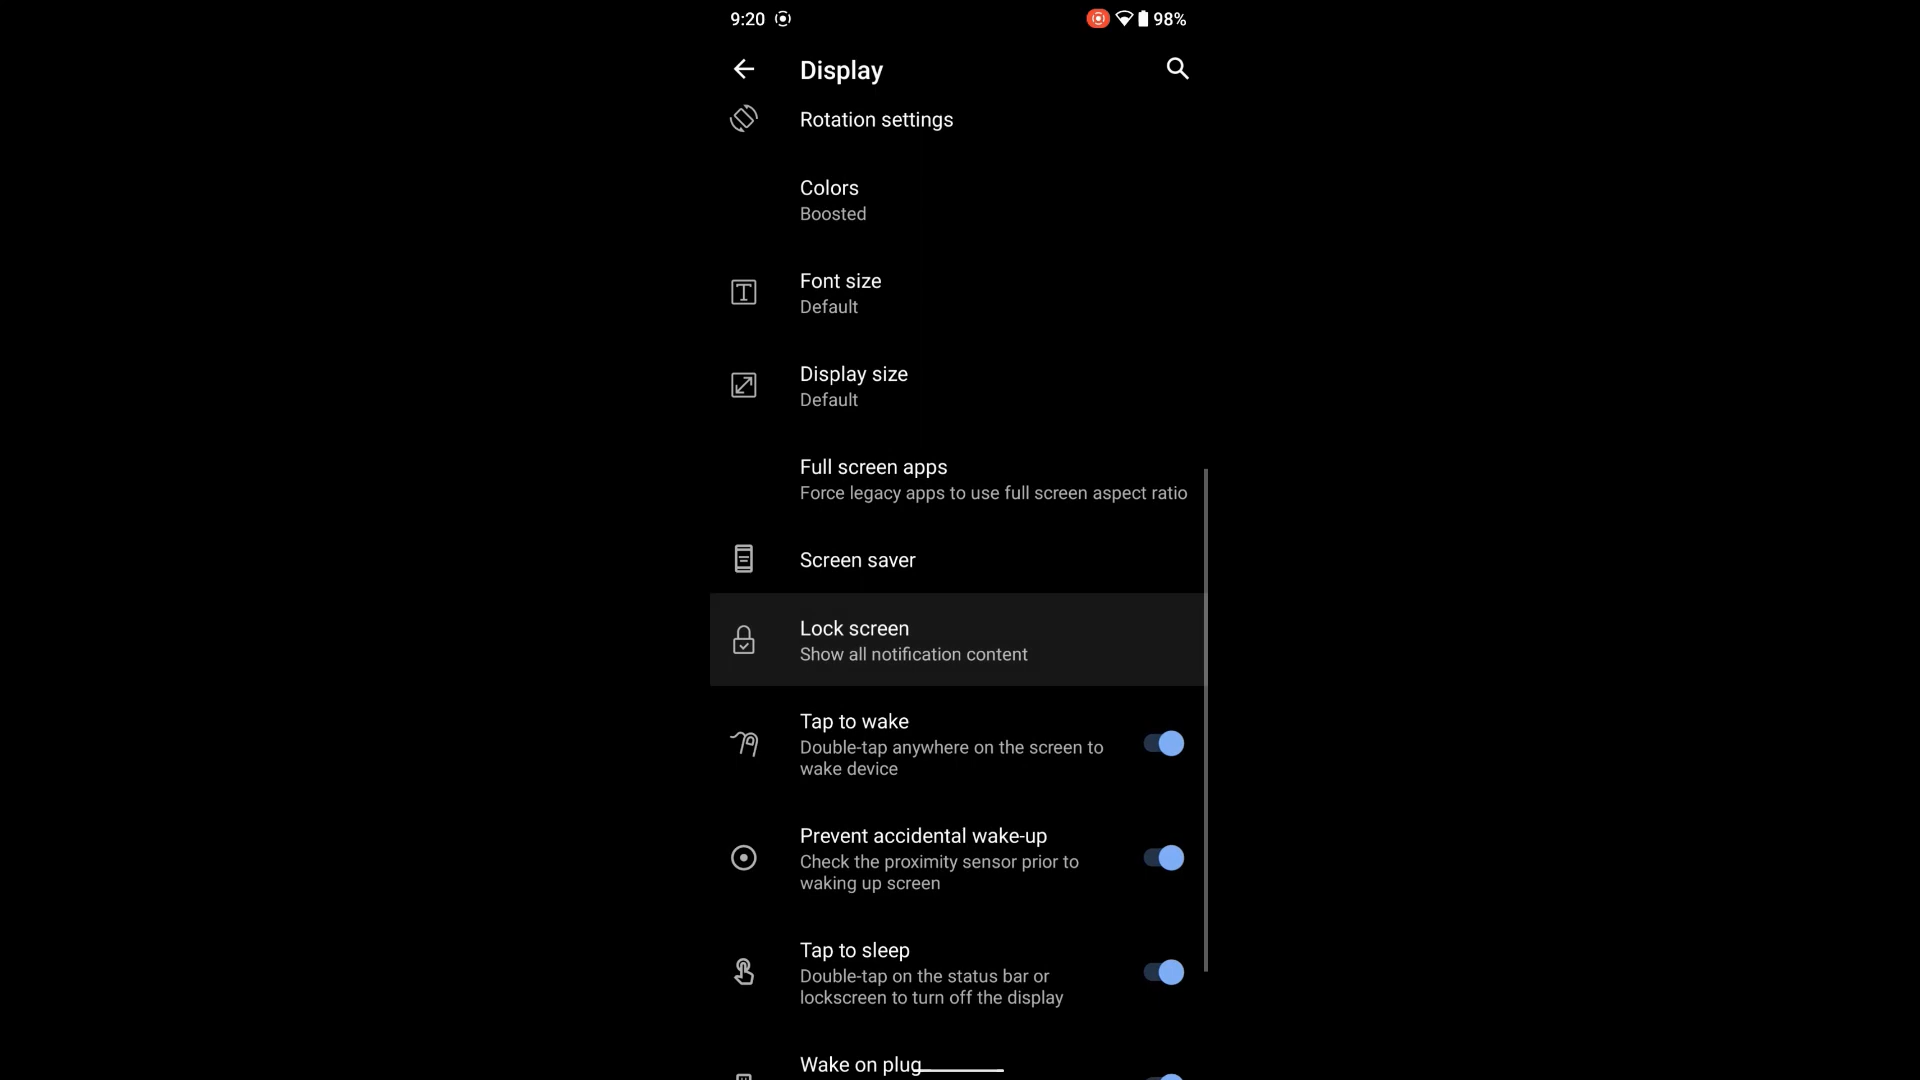 9:20
98%
Display
Rotation settings
Colors
Boosted
Font size
Default
Display size
Default
Full screen apps
Force legacy apps to use full screen aspect ratio
Screen saver
Lock screen
Show all notification content
Tap to wake
Double-tap anywhere on the screen to
wake device
Prevent accidental wake-up
Check the proximity sensor prior to
waking up screen
Tap to sleep
Double-tap on the status bar or
lockscreen to turn off the display
Wake on plug